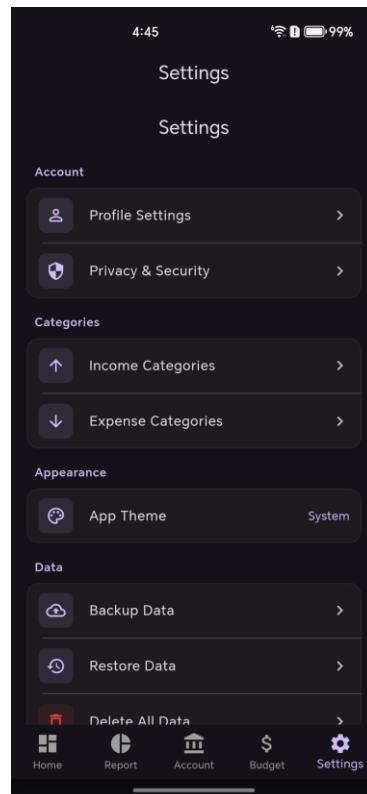 4:45 99%
Settings
Settings
Account
Profile Settings
Privacy & Security
Categories
Income Categories
Expense Categories
Appearance
App Theme System
Data
Backup Data
Restore Data
Delete All Data
Home Report Account Budget Settings